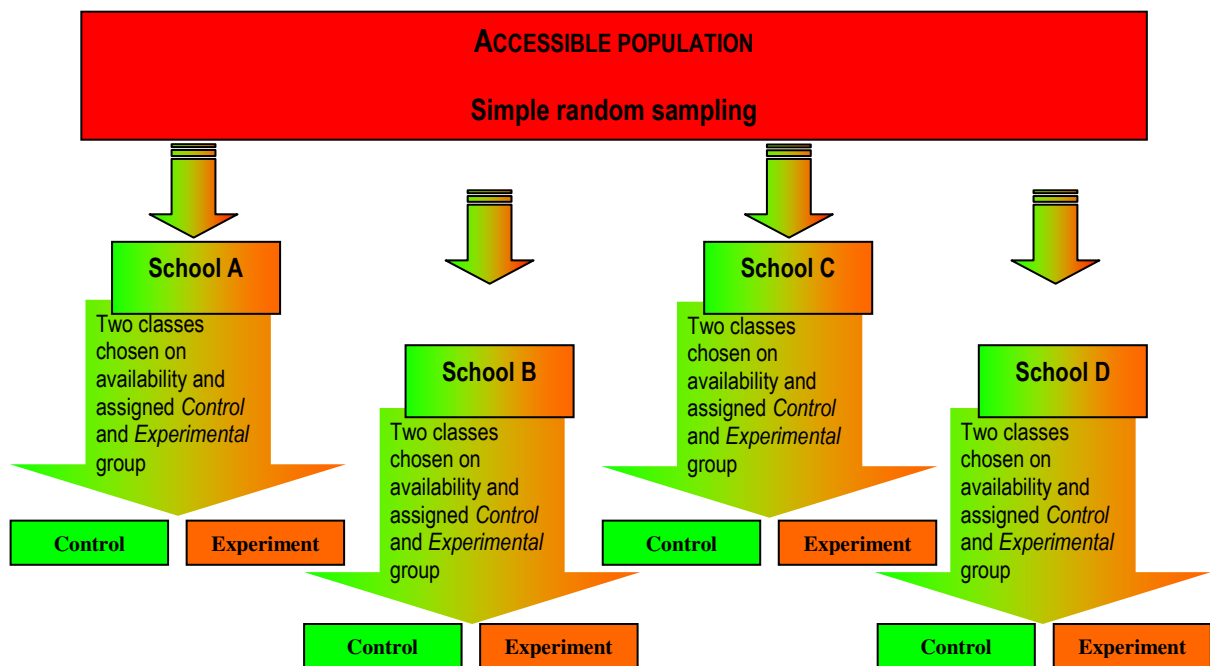 ACCESSIBLE POPULATION
Simple random sampling
School A
Two classes
chosen on
availability and
assigned Control
and Experimental
group
Control
Experiment
School B
Two classes
chosen on
availability and
assigned Control
and Experimental
group
Control
Experiment
School C
Two classes
chosen on
availability and
assigned Control
and Experimental
group
Control
Experiment
School D
Two classes
chosen on
availability and
assigned Control
and Experimental
group
Control
Experiment